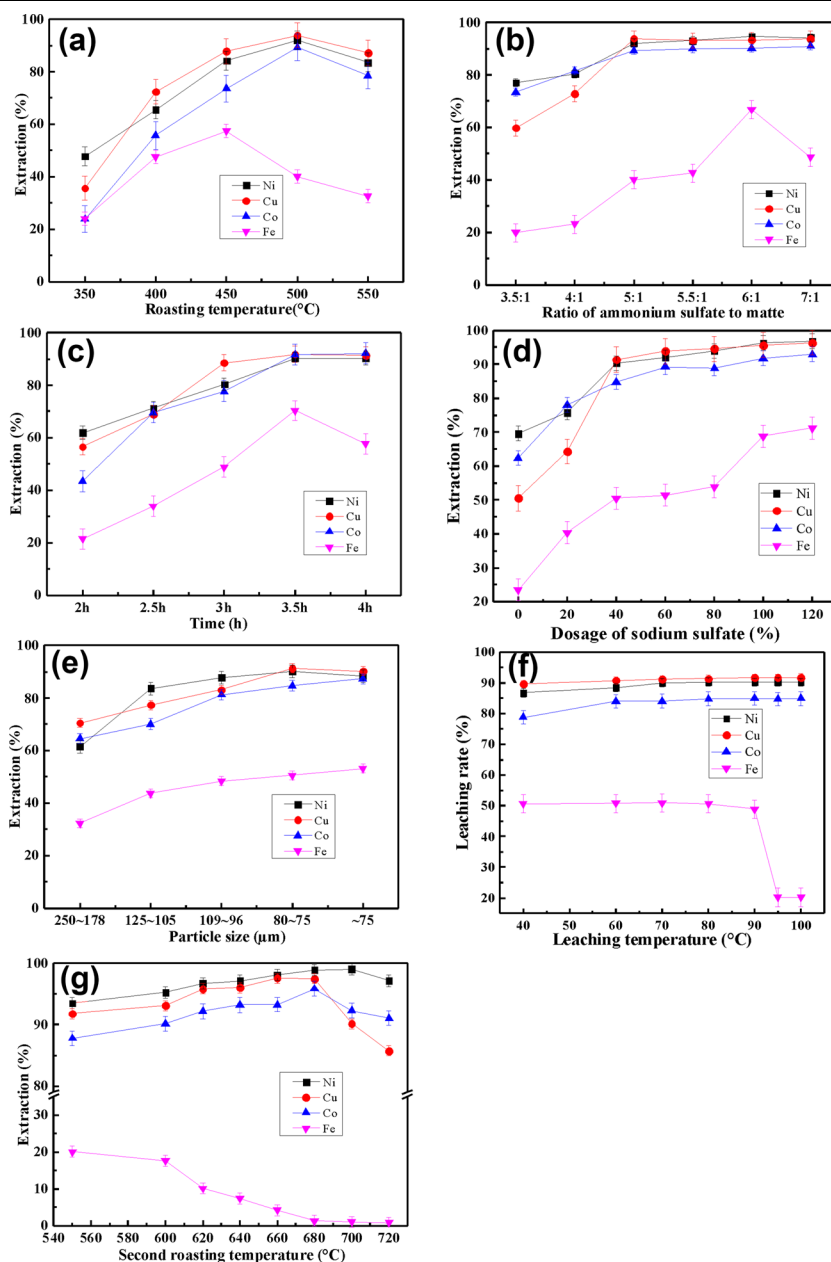 (a)
Extraction (%)
100
80
60
40
20
0
Ni
Cu
Co
Fe
350 400 450 500 550
Roasting temperature(°C)
(b)
Extraction (%)
100
80
60
40
20
0
Ni
Cu
Co
Fe
3.5:1 4:1 5:1 5.5:1 6:1 7:1
Ratio of ammonium sulfate to matte
(c)
Extraction (%)
100
80
60
40
20
0
Ni
Cu
Co
Fe
2h 2.5h 3h 3.5h 4h
Time (h)
(d)
Extraction (%)
100
90
80
70
60
50
40
30
20
Ni
Cu
Co
Fe
0 20 40 60 80 100 120
Dosage of sodium sulfate (%)
(e)
Extraction (%)
100
80
60
40
20
0
Ni
Cu
Co
Fe
250~178 125~105 109~96 80~75 ~75
Particle size (µm)
(f)
Leaching rate (%)
100
90
80
70
60
50
40
30
20
Ni
Cu
Co
Fe
40 50 60 70 80 90 100
Leaching temperature (°C)
(g)
Extraction (%)
100
90
80
20
10
0
Ni
Cu
Co
Fe
540 560 580 600 620 640 660 680 700 720
Second roasting temperature (°C)